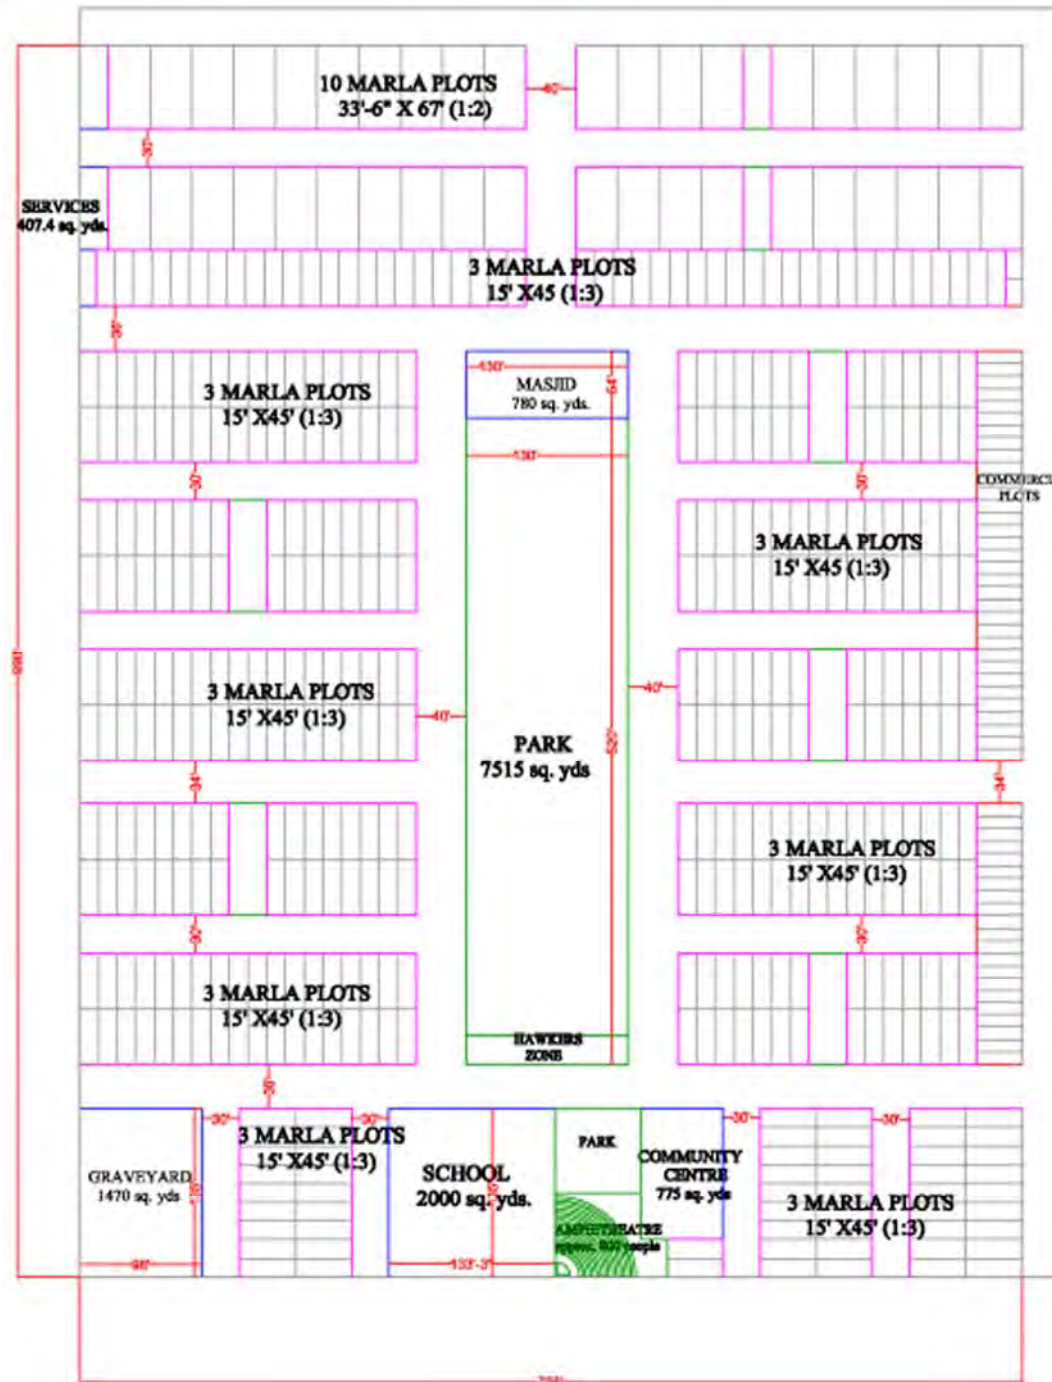 10 MARLA PLOTS
33'-6" X 67' (1:2)
40'
30'
SERVICES
407.4 sq. yds.
3 MARLA PLOTS
15' X45 (1:3)
36'
3 MARLA PLOTS
15' X45' (1:3)
130'
MASJID
780 sq. yds.
54'
130'
30'
30'
COMMERCI
PLOTS
3 MARLA PLOTS
15' X45 (1:3)
3 MARLA PLOTS
15' X45' (1:3)
40'
40'
PARK
7515 sq. yds
520'
34'
34'
3 MARLA PLOTS
15' X45' (1:3)
30'
30'
3 MARLA PLOTS
15' X45' (1:3)
HAWKERS
ZONE
30'
30'
30'
30'
3 MARLA PLOTS
15' X45' (1:3)
GRAVEYARD
1470 sq. yds
98'
SCHOOL
2000 sq. yds.
133'-3"
PARK
COMMUNITY
CENTRE
775 sq. yds
AMPHITHEATRE
3 MARLA PLOTS
15' X45' (1:3)